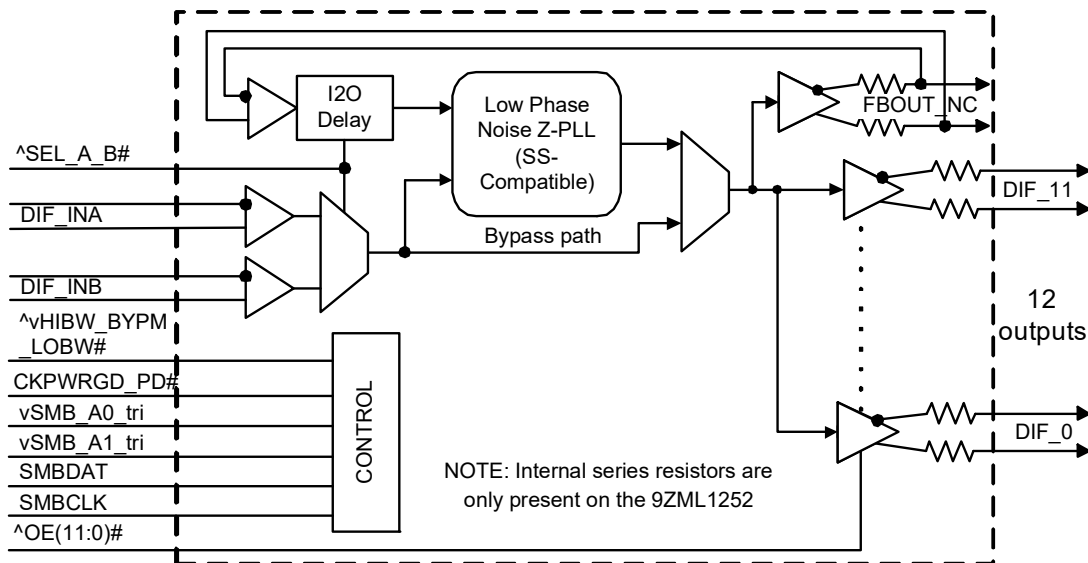 I2O
Delay
Low Phase
Noise Z-PLL
(SS-
Compatible)
FBOUT_NC
^SEL_A_B#
DIF_INA
DIF_11
Bypass path
DIF_INB
12
outputs
^vHIBW_BYPM
_LOBW#
CKPWRGD_PD#
vSMB_A0_tri
vSMB_A1_tri
SMBDAT
SMBCLK
^OE(11:0)#
CONTROL
NOTE: Internal series resistors are
only present on the 9ZML1252
DIF_0